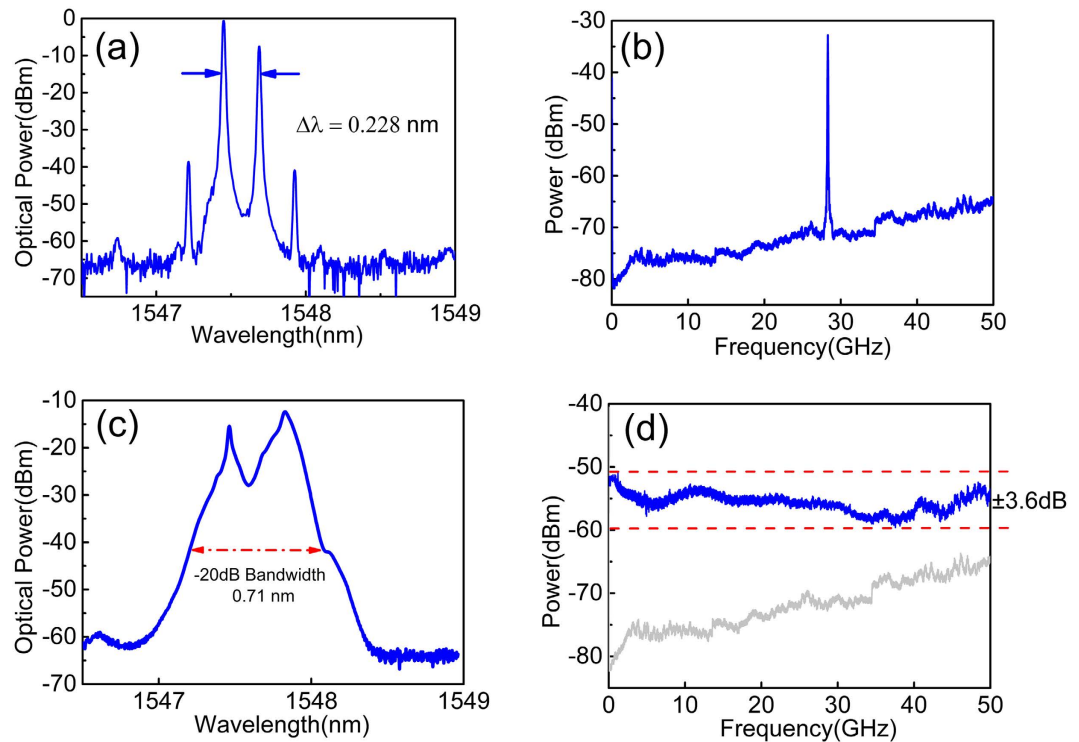 (a)
Optical Power(dBm)
0
-10
-20
-30
-40
-50
-60
-70
Δλ = 0.228 nm
1547 1548 1549
Wavelength(nm)
(b)
Power (dBm)
-30
-40
-50
-60
-70
-80
0 10 20 30 40 50
Frequency(GHz)
(c)
Optical Power(dBm)
-10
-20
-30
-40
-50
-60
-70
-20dB Bandwidth
0.71 nm
1547 1548 1549
Wavelength(nm)
(d)
Power(dBm)
-40
-50
-60
-70
-80
±3.6dB
0 10 20 30 40 50
Frequency(GHz)